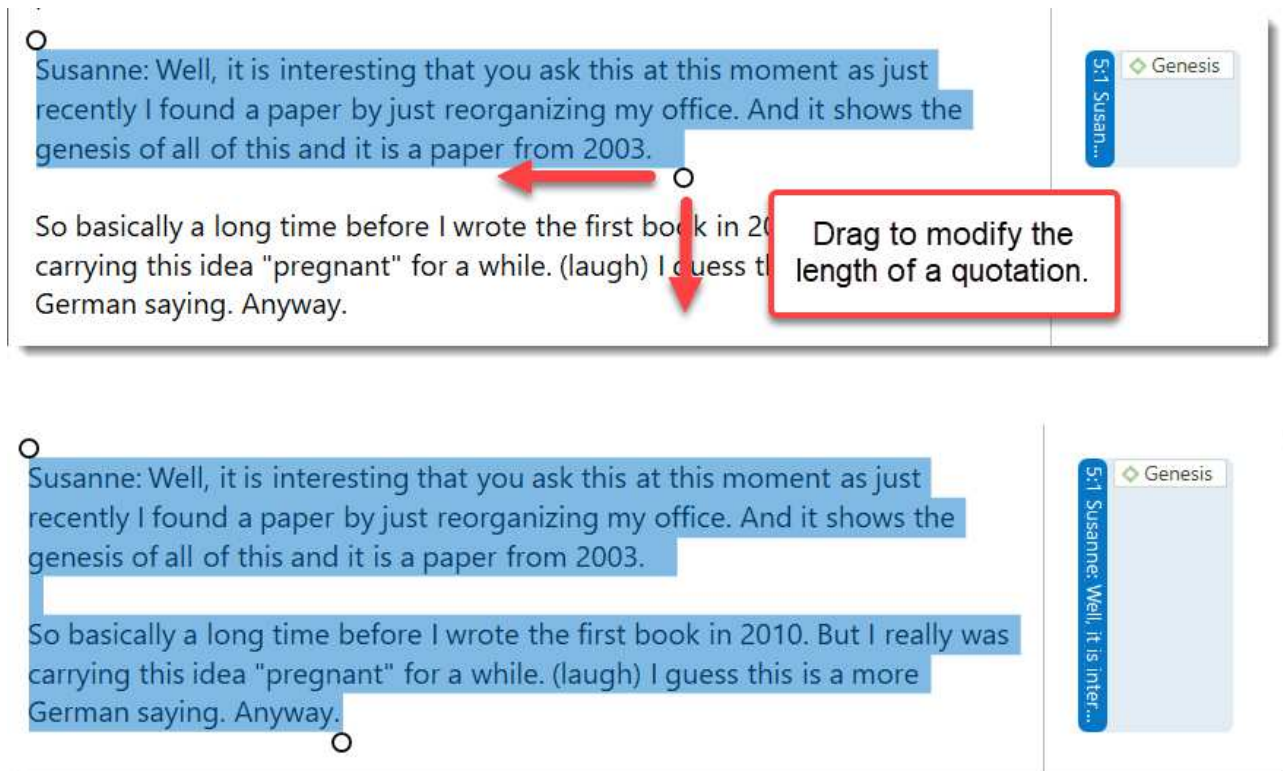 Susanne: Well, it is interesting that you ask this at this moment as just
recently I found a paper by just reorganizing my office. And it shows the
genesis of all of this and it is a paper from 2003.
So basically a long time before I wrote the first book in
carrying this idea "pregnant" for a while. (laugh) I guess
German saying. Anyway.
Drag to modify the
length of a quotation.
5:1 Susan...
Genesis
Susanne: Well, it is interesting that you ask this at this moment as just
recently I found a paper by just reorganizing my office. And it shows the
genesis of all of this and it is a paper from 2003.
So basically a long time before I wrote the first book in 2010. But I really was
carrying this idea "pregnant" for a while. (laugh) I guess this is a more
German saying. Anyway.
5:1 Susanne: Well, it is inter...
Genesis